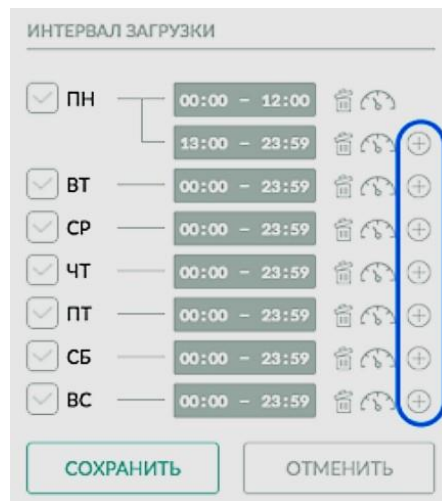 ИНТЕРВАЛ ЗАГРУЗКИ
ПН 00:00 – 12:00
13:00 – 23:59
ВТ 00:00 – 23:59
СР 00:00 – 23:59
ЧТ 00:00 – 23:59
ПТ 00:00 – 23:59
СБ 00:00 – 23:59
ВС 00:00 – 23:59
СОХРАНИТЬ ОТМЕНИТЬ